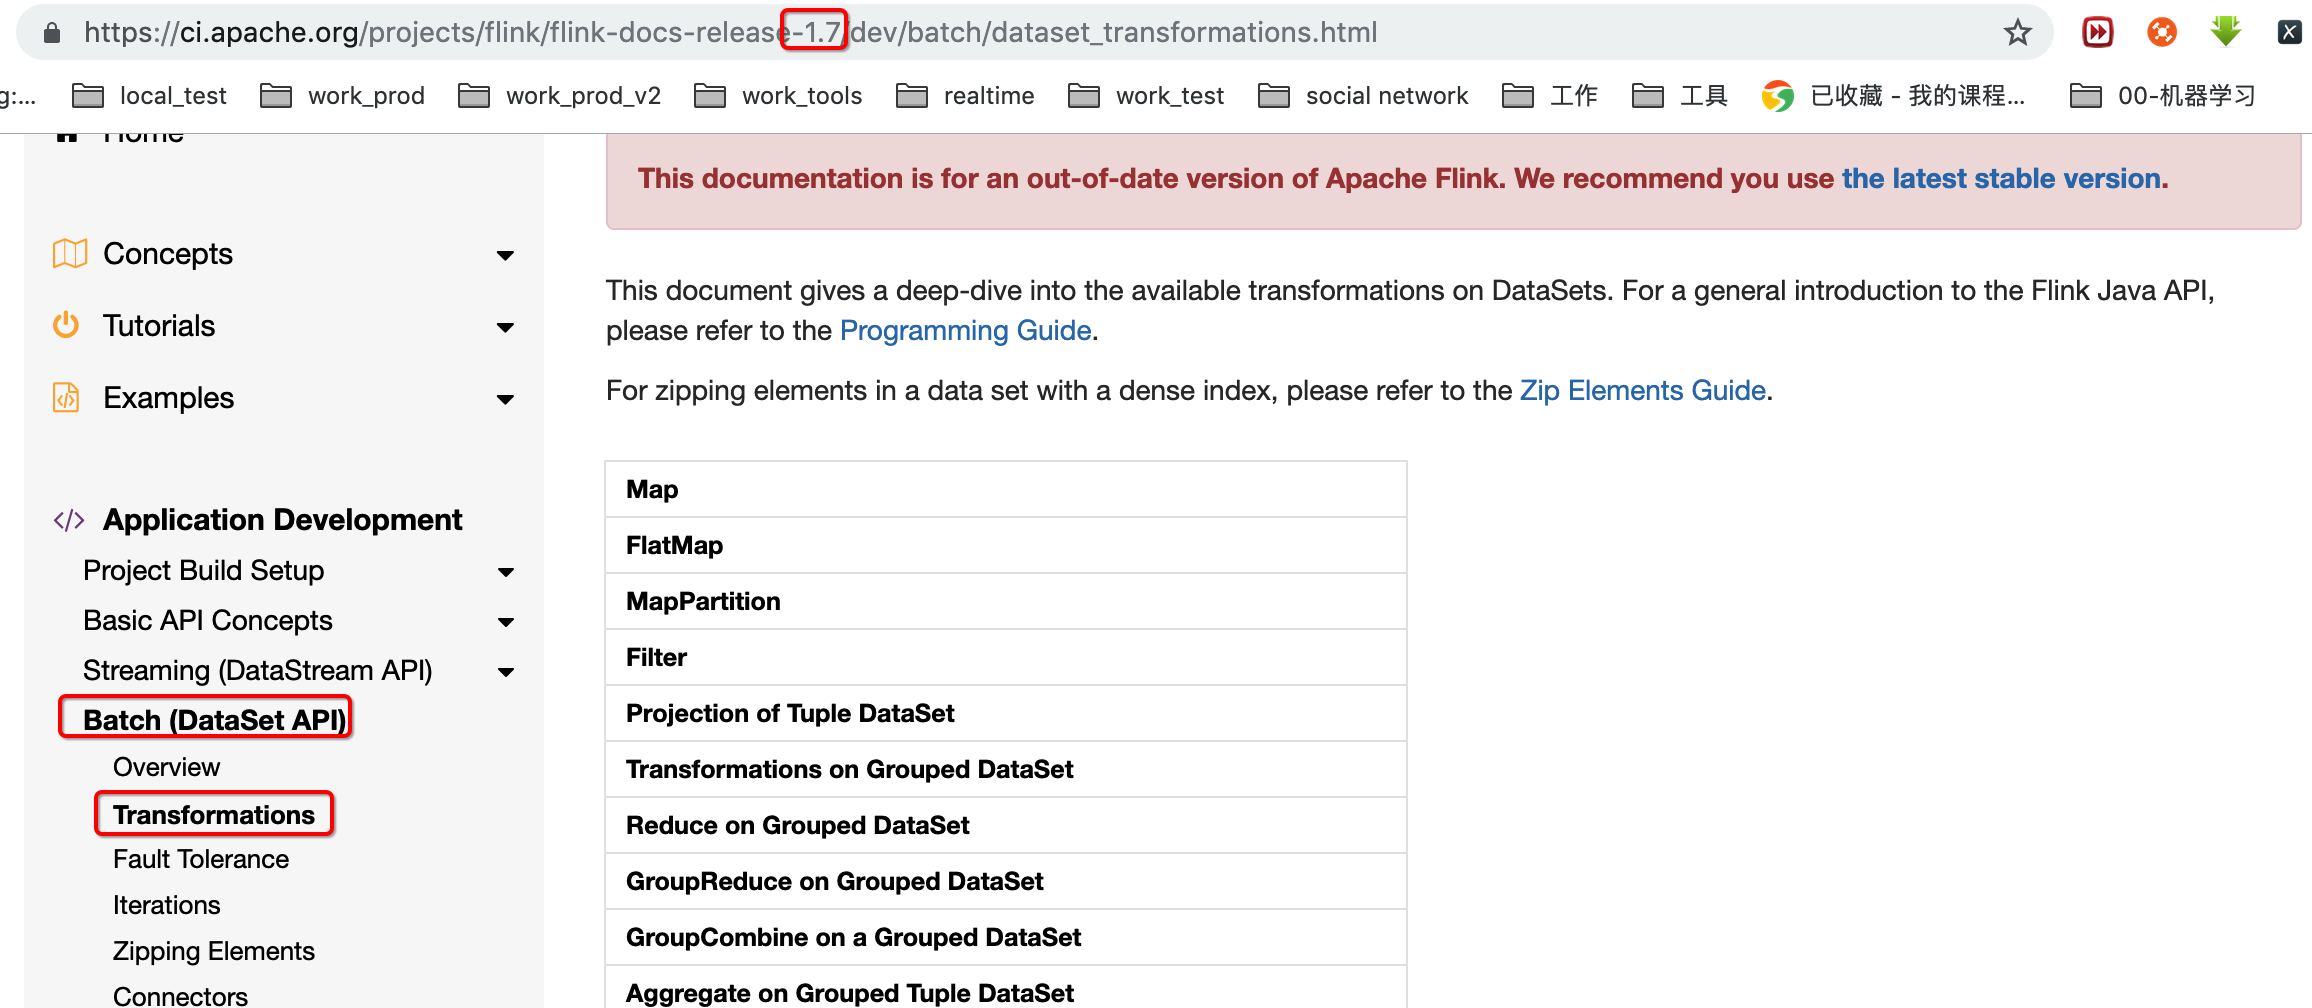 https://ci.apache.org/projects/flink/flink-docs-release-1.7/dev/batch/dataset_transformations.html
g:... local_test work_prod work_prod_v2 work_tools realtime work_test social network 工作 工具 已收藏 - 我的课程... 00-机器学习
Home
Concepts
Tutorials
Examples
Application Development
Project Build Setup
Basic API Concepts
Streaming (DataStream API)
Batch (DataSet API)
Overview
Transformations
Fault Tolerance
Iterations
Zipping Elements
Connectors
This documentation is for an out-of-date version of Apache Flink. We recommend you use the latest stable version.
This document gives a deep-dive into the available transformations on DataSets. For a general introduction to the Flink Java API,
please refer to the Programming Guide.
For zipping elements in a data set with a dense index, please refer to the Zip Elements Guide.
Map
FlatMap
MapPartition
Filter
Projection of Tuple DataSet
Transformations on Grouped DataSet
Reduce on Grouped DataSet
GroupReduce on Grouped DataSet
GroupCombine on a Grouped DataSet
Aggregate on Grouped Tuple DataSet